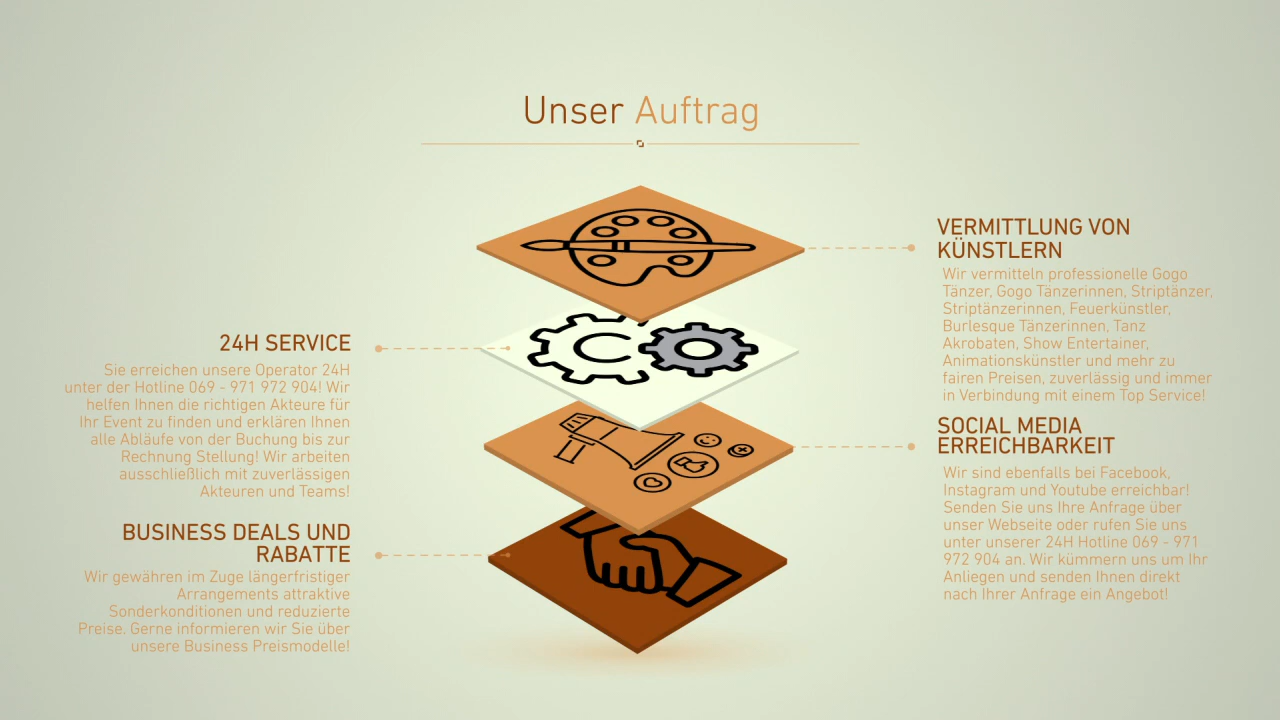 Unser Auftrag
VERMITTLUNG VON
KÜNSTLERN
Wir vermitteln professionelle Gogo
Tänzer, Gogo Tänzerinnen, Striptänzer,
Striptänzerinnen, Feuerkünstler,
Burlesque Tänzerinnen, Tanz
Akrobaten, Show Entertainer,
Animationskünstler und mehr zu
fairen Preisen, zuverlässig und immer
in Verbindung mit einem Top Service!
24H SERVICE
Sie erreichen unsere Operator 24H
unter der Hotline 069 - 971 972 904! Wir
helfen Ihnen die richtigen Akteure für
Ihr Event zu finden und erklären Ihnen
alle Abläufe von der Buchung bis zur
Rechnung Stellung! Wir arbeiten
ausschließlich mit zuverlässigen
Akteuren und Teams!
SOCIAL MEDIA
ERREICHBARKEIT
Wir sind ebenfalls bei Facebook,
Instagram und Youtube erreichbar!
Senden Sie uns Ihre Anfrage über
unser Webseite oder rufen Sie uns
unter unserer 24H Hotline 069 - 971
972 904 an. Wir kümmern uns um Ihr
Anliegen und senden Ihnen direkt
nach Ihrer Anfrage ein Angebot!
BUSINESS DEALS UND
RABATTE
Wir gewähren im Zuge längerfristiger
Arrangements attraktive
Sonderkonditionen und reduzierte
Preise. Gerne informieren wir Sie über
unsere Business Preismodelle!